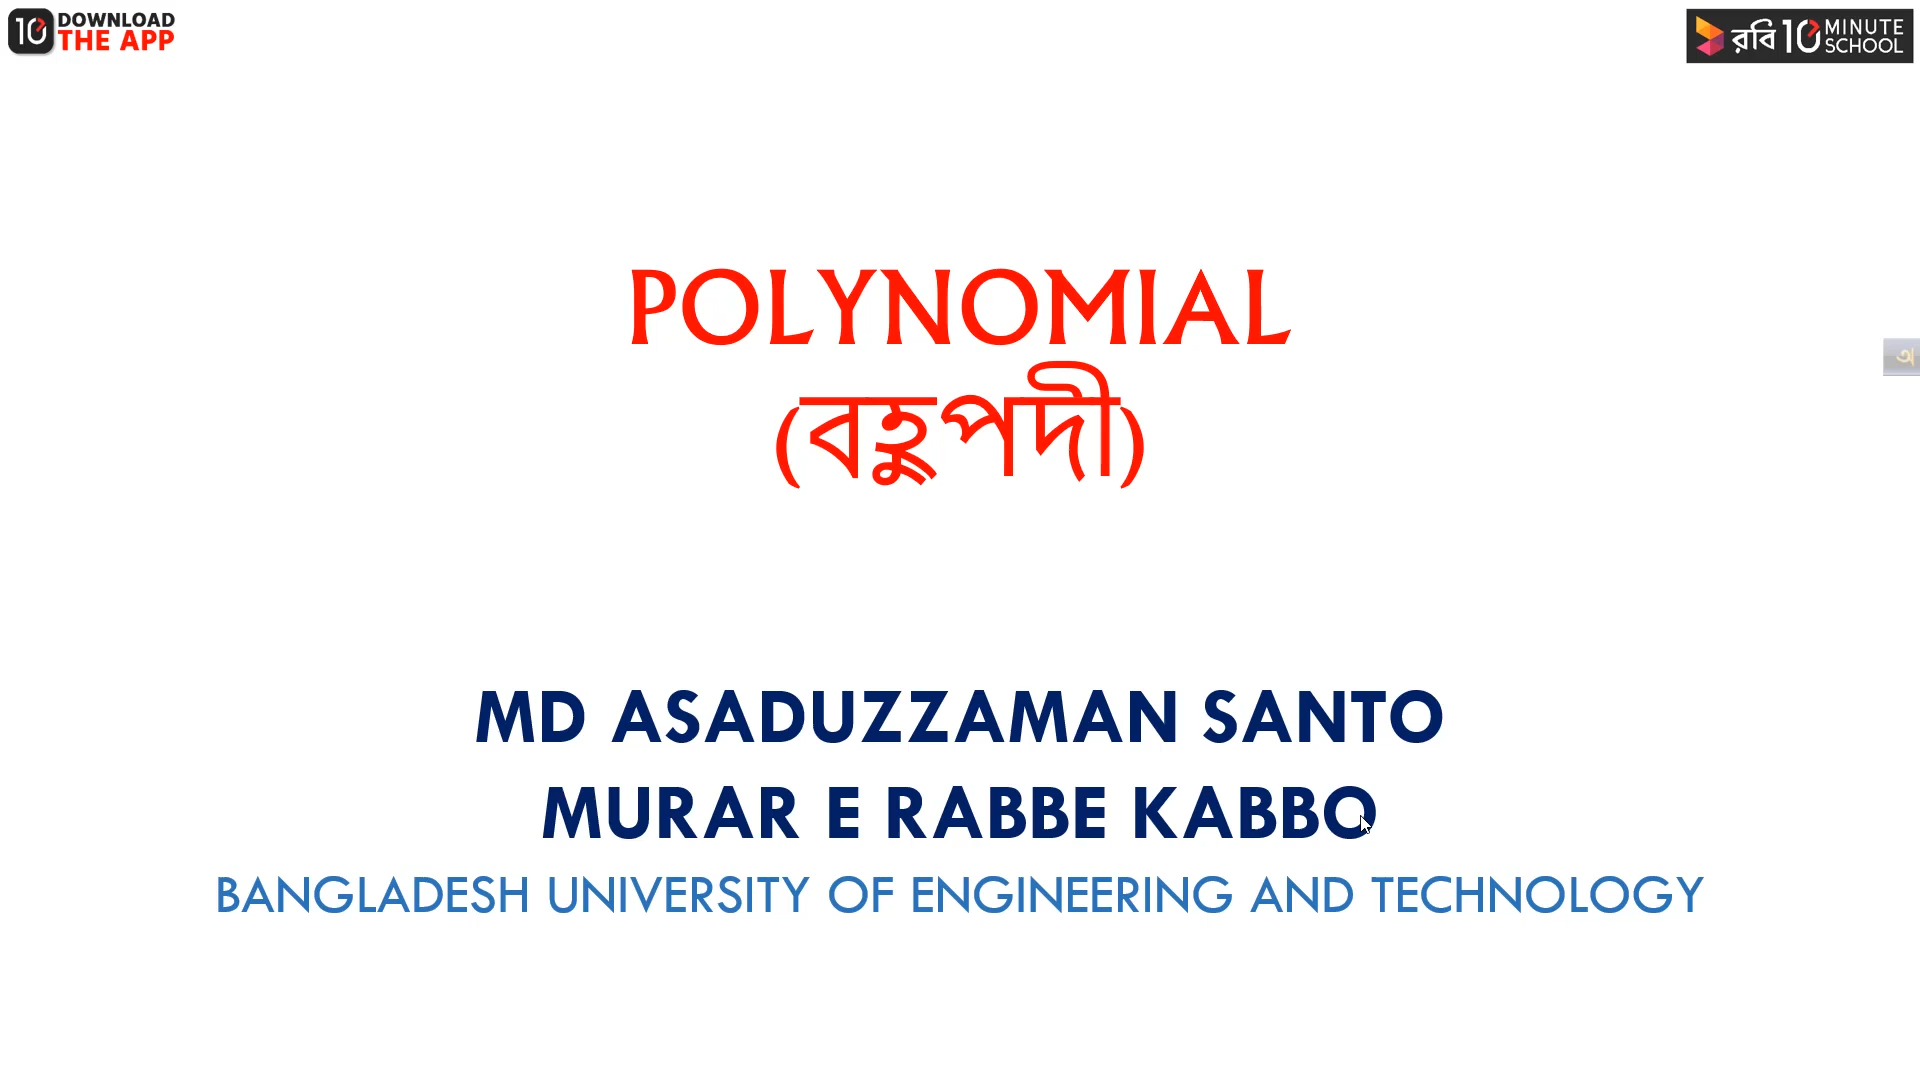 10 DOWNLOAD
THE APP
রবি 10 MINUTE
SCHOOL
POLYNOMIAL
(বহুপদী)
অ
MD ASADUZZAMAN SANTO
MURAR E RABBE KABBO
BANGLADESH UNIVERSITY OF ENGINEERING AND TECHNOLOGY